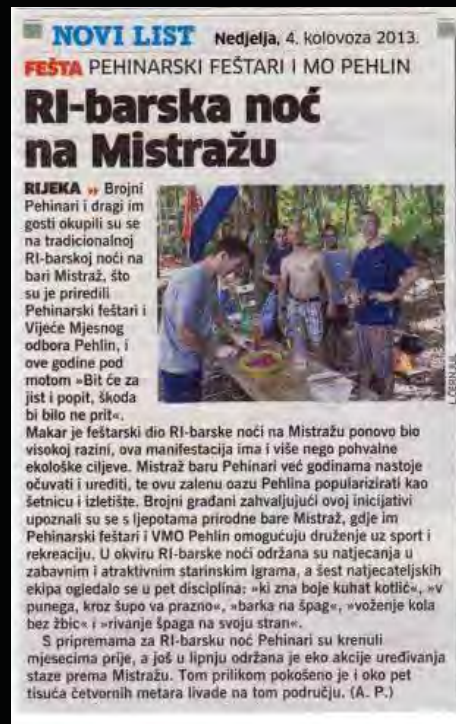 NOVI LIST Nedjelja, 4. kolovoza 2013.
FEŠTA PEHINARSKI FEŠTARI I MO PEHLIN
RI-barska noć
na Mistražu
RIJEKA » Brojni
Pehinari i dragi im
gosti okupili su se
na tradicionalnoj
RI-barskoj noći na
bari Mistraž, što
su je priredili
Pehinarski feštari i
Vijeće Mjesnog
odbora Pehlin, i
ove godine pod
motom »Bit će za
jist i popit, škoda
bi bilo ne prit«.
Makar je feštarski dio RI-barske noći na Mistražu ponovo bio
visokoj razini, ova manifestacija ima i više nego pohvalne
ekološke ciljeve. Mistraž baru Pehinari već godinama nastoje
očuvati i urediti, te ovu zalenu oazu Pehlina popularizirati kao
šetnicu i izletište. Brojni građani zahvaljujući ovoj inicijativi
upoznali su se s ljepotama prirodne bare Mistraž, gdje im
Pehinarski feštari i VMO Pehlin omogućuju druženje uz sport i
rekreaciju. U okviru RI-barske noći održana su natjecanja u
zabavnim i atraktivnim starinskim igrama, a šest natjecateljskih
ekipa ogledalo se u pet disciplina: »ki zna boje kuhat kotlić«, »v
punega, kroz šupo va prazno«, »barka na špag«, »voženje kola
bez žbic« i »rivanje špaga na svoju stran«.
S pripremama za RI-barsku noć Pehinari su krenuli
mjesecima prije, a još u lipnju održana je eko akcije uređivanja
staze prema Mistražu. Tom prilikom pokošeno je i oko pet
tisuća četvornih metara livade na tom području. (A. P.)